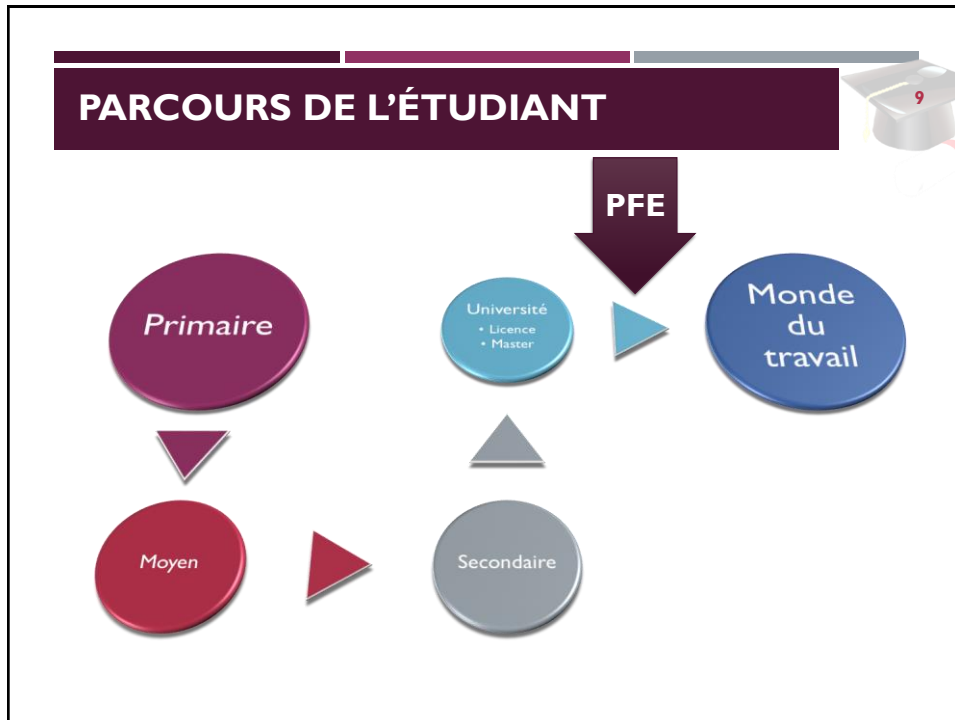 PARCOURS DE L’ÉTUDIANT
9
PFE
Primaire
Moyen
Secondaire
Université
• Licence
• Master
Monde
du
travail